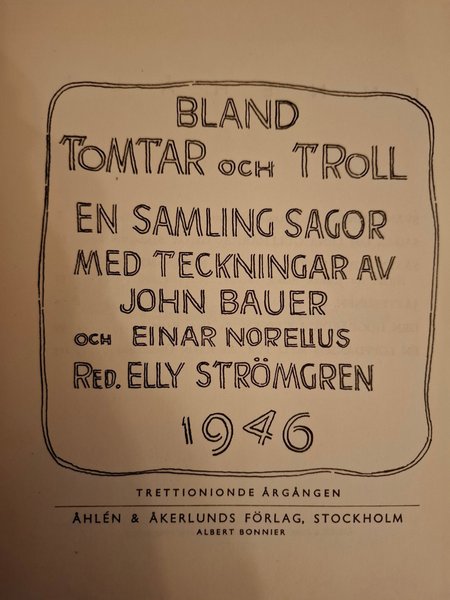 BLAND
TOMTAR OCH TROLL
EN SAMLING SAGOR
MED TECKNINGAR AV
JOHN BAUER
OCH EINAR NORELIUS
RED. ELLY STRÖMGREN
1946
TRETTIONIONDE ÅRGÅNGEN
ÅHLÉN & ÅKERLUNDS FÖRLAG, STOCKHOLM
ALBERT BONNIER